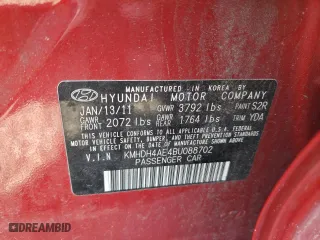 MANUFACTURED IN KOREA BY
HYUNDAI MOTOR COMPANY
JAN/13/11 GVWR 3792 lbs PAINT S2R
GAWR FRONT 2072 lbs GAWR REAR 1764 lbs TRIM YDA
THIS VEHICLE CONFORMS TO ALL APPLICABLE
U.S.A. FEDERAL MOTOR VEHICLE SAFETY, BUMPER,
AND THEFT PREVENTION STANDARDS IN EFFECT ON
THE DATE OF MANUFACTURE SHOWN ABOVE.
V.I.N KMHDH4AE4BU088702
PASSENGER CAR
DEALERSHIP AUCTION